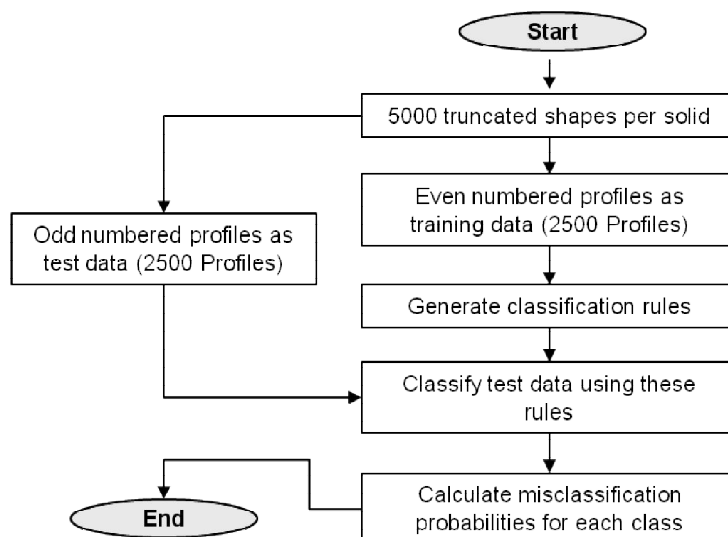 Start
5000 truncated shapes per solid
Even numbered profiles as
training data (2500 Profiles)
Odd numbered profiles as
test data (2500 Profiles)
Generate classification rules
Classify test data using these
rules
Calculate misclassification
probabilities for each class
End